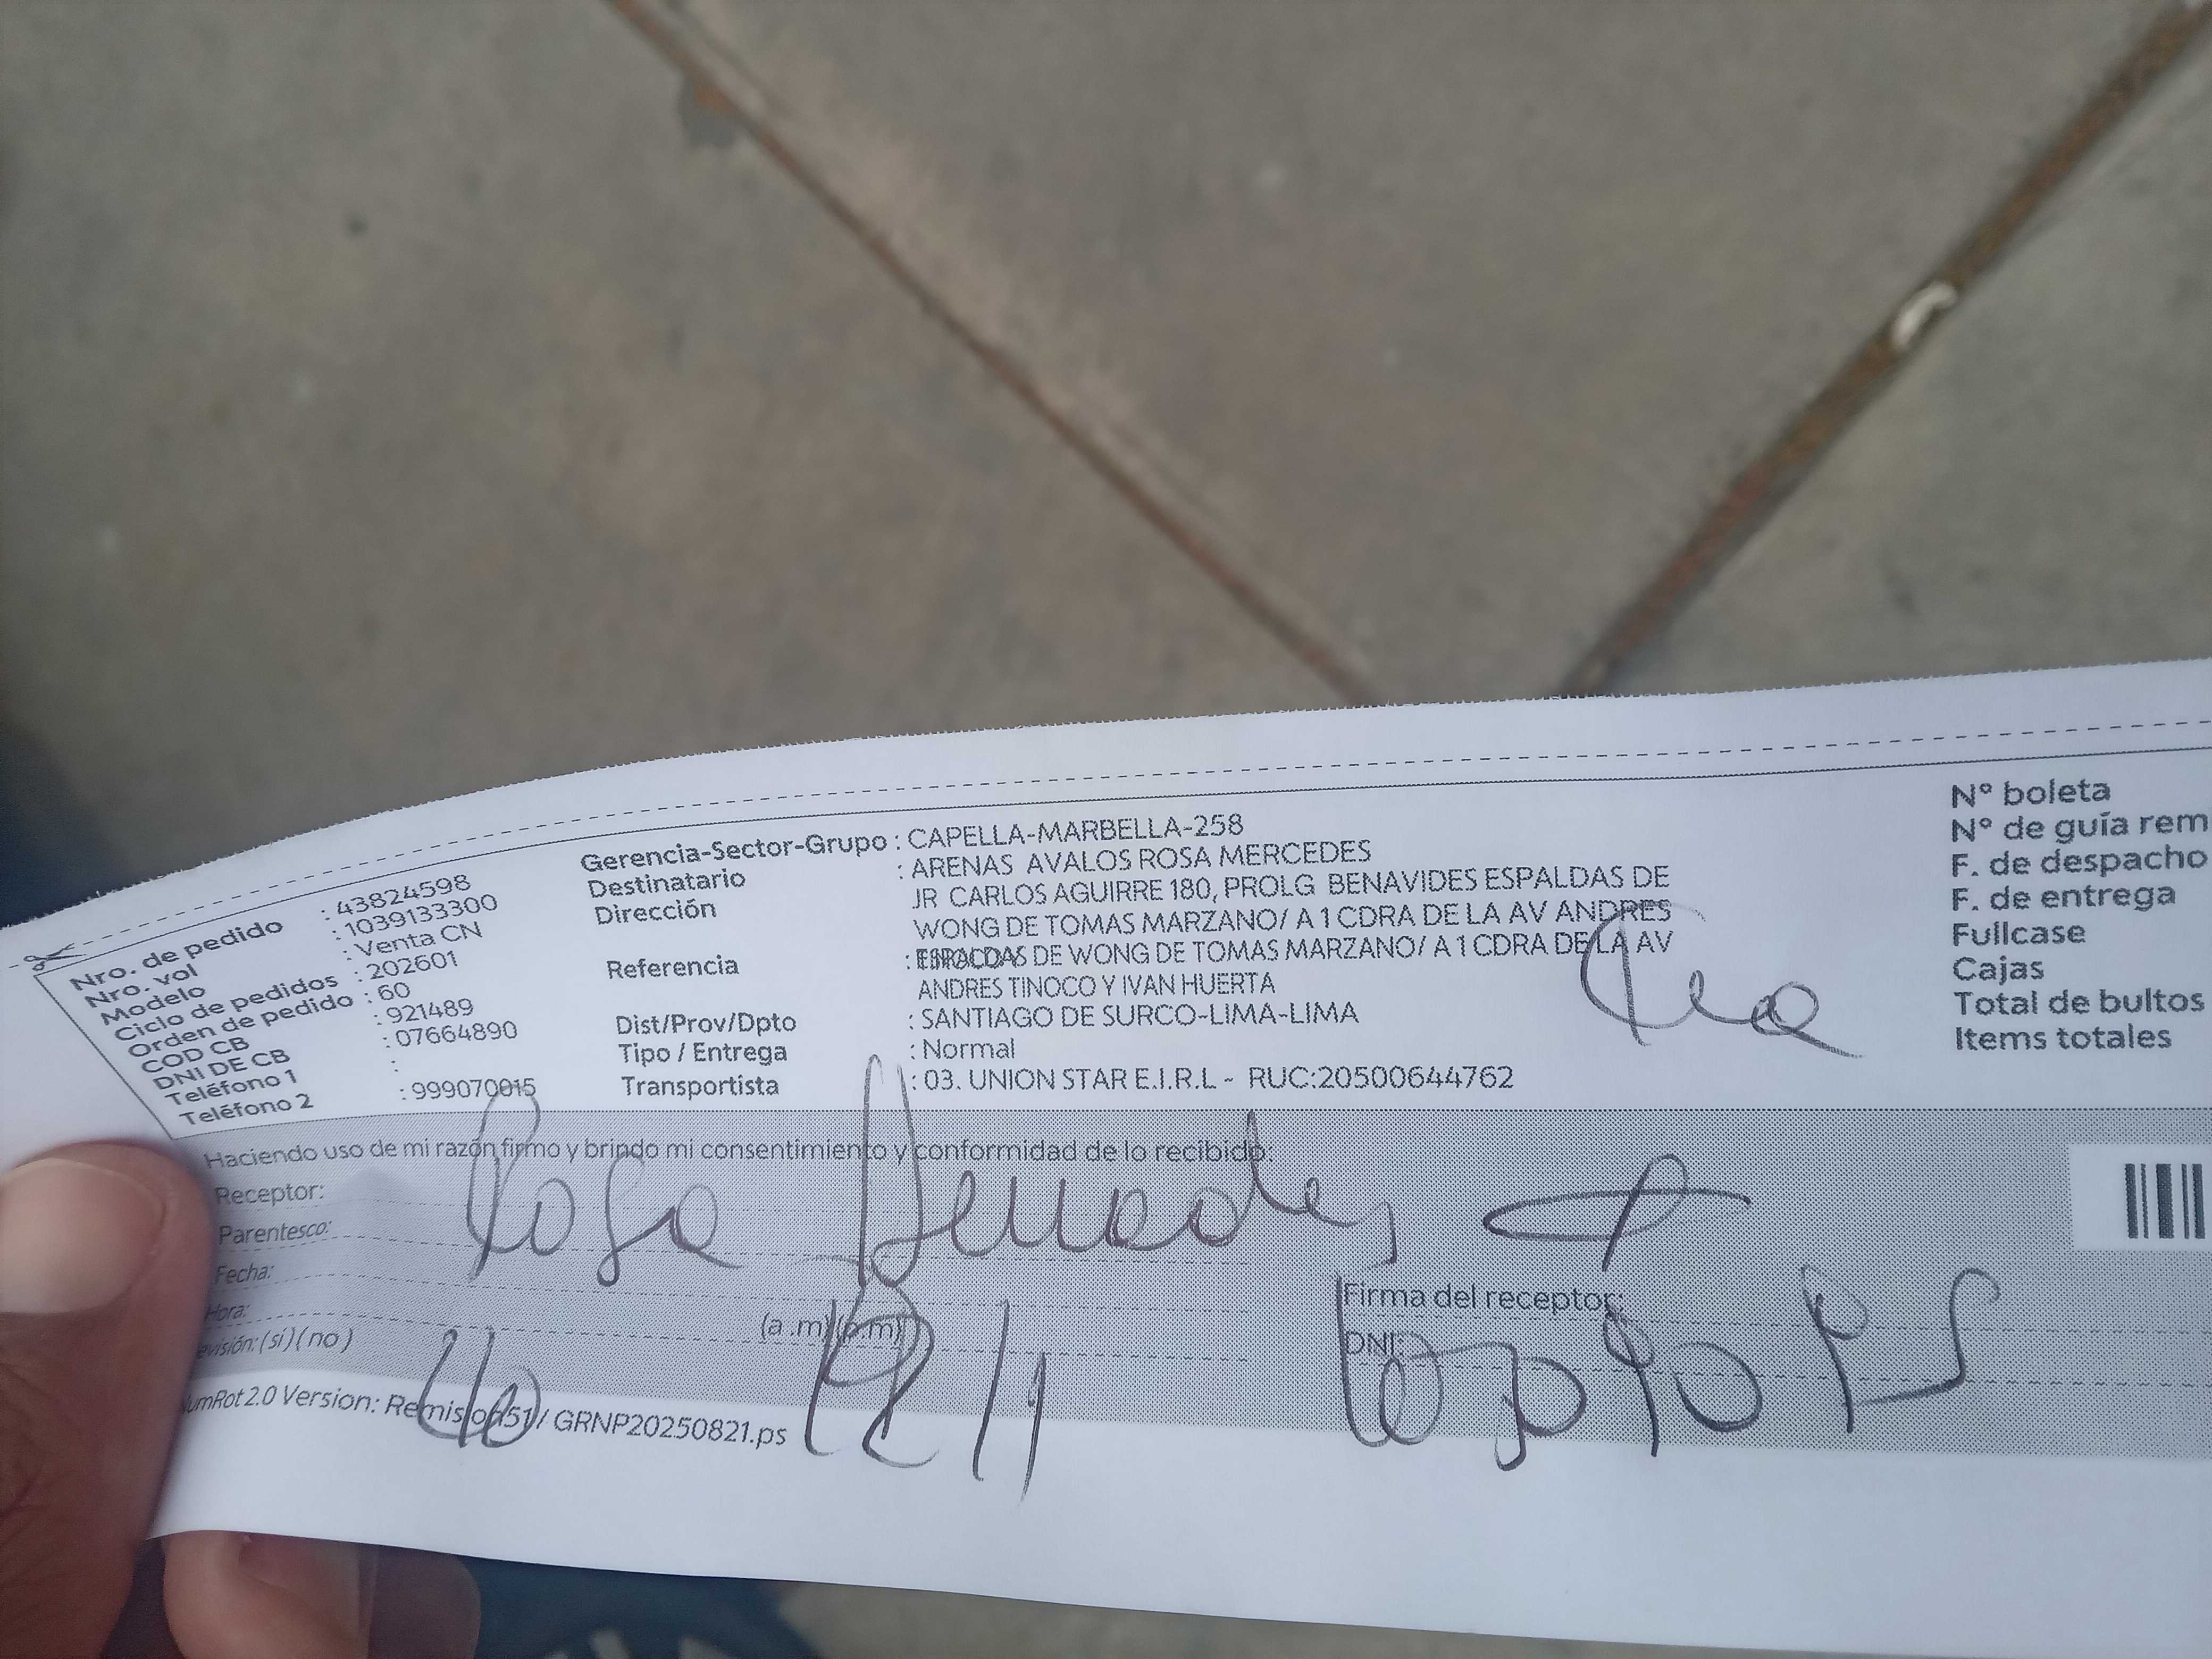 Nro. de pedido : 43824598
Nro. vol : 1039133300
Modelo : Venta CN
Ciclo de pedidos : 202601
Orden de pedido : 60
COD CB : 921489
DNI DE CB : 07664890
Teléfono 1 :
Teléfono 2 : 999070015
Gerencia-Sector-Grupo : CAPELLA-MARBELLA-258
Destinatario : ARENAS AVALOS ROSA MERCEDES
Dirección JR CARLOS AGUIRRE 180, PROLG BENAVIDES ESPALDAS DE
WONG DE TOMAS MARZANO/ A 1 CDRA DE LA AV ANDRES
Referencia : DE WONG DE TOMAS MARZANO/ A 1 CDRA DE LA AV
ANDRES TINOCO Y IVAN HUERTA
Dist/Prov/Dpto : SANTIAGO DE SURCO-LIMA-LIMA
Tipo / Entrega : Normal
Transportista : 03. UNION STAR E.I.R.L - RUC:20500644762
N° boleta
N° de guía rem
F. de despacho
F. de entrega
Fullcase
Cajas
Total de bultos
Items totales
Haciendo uso de mi razón firmo y brindo mi consentimiento y conformidad de lo recibido:
Receptor: Rosa
Parentesco:
Fecha:
Hora: (a .m) (p.m)
evisión: (si) ( no )
Firma del receptor:
DNI:
umRot 2.0 Version: Remision51 / GRNP20250821.ps